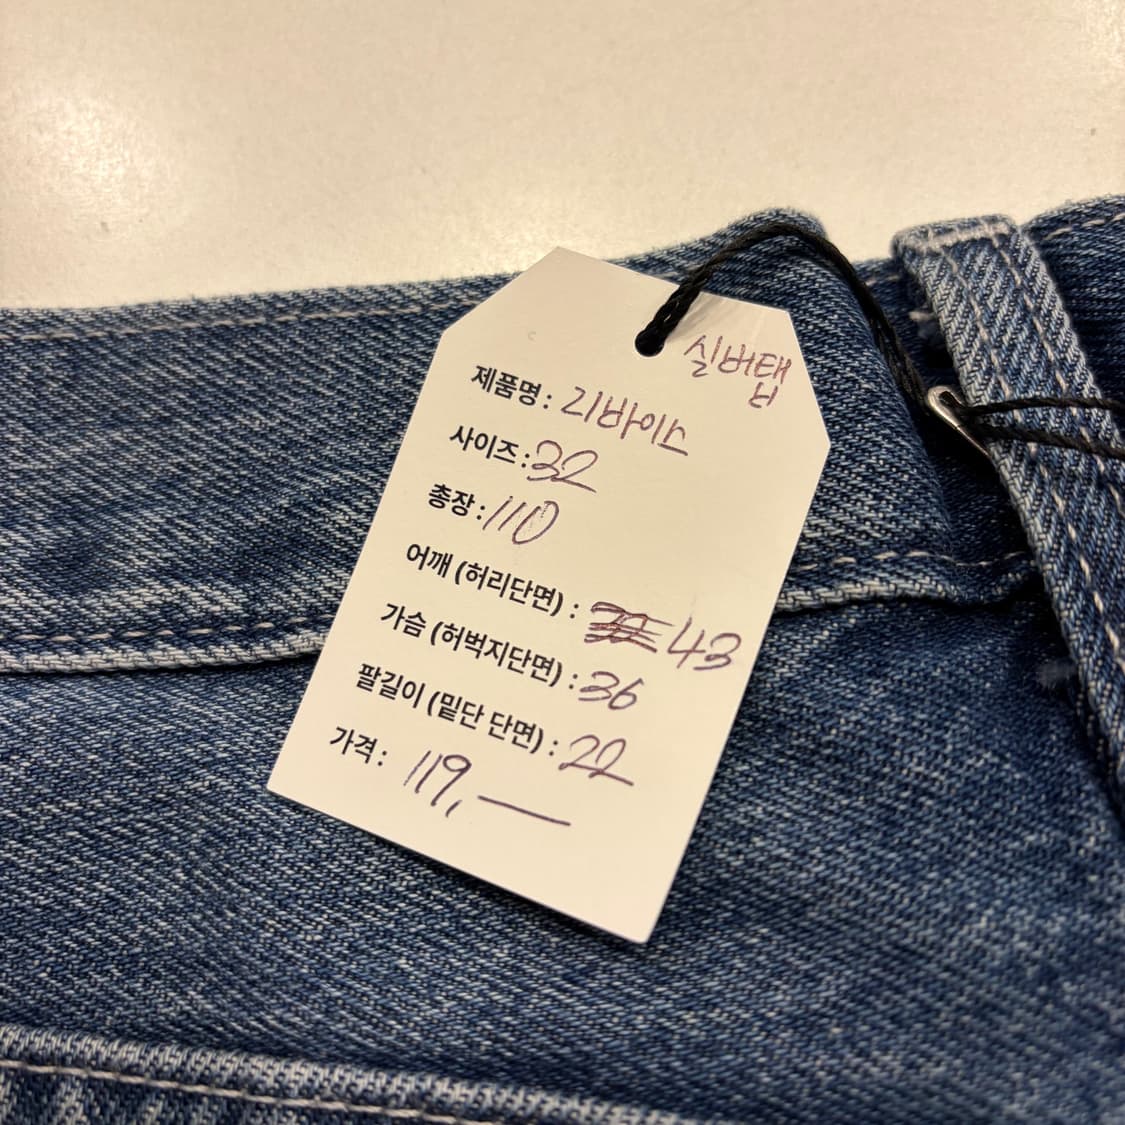 실버탭
제품명: 리바이스
사이즈: 32
총장: 110
어깨 (허리단면) : 43
가슴 (허벅지단면) : 36
팔길이 (밑단 단면) : 22
가격: 119,—